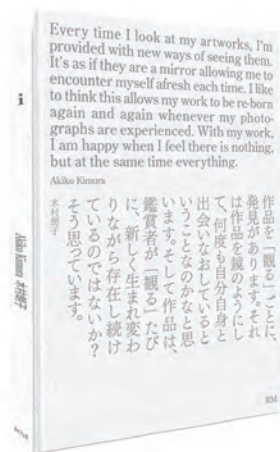 Every time I look at my artworks, I'm
provided with new ways of seeing them.
It's as if they are a mirror allowing me to
encounter myself afresh each time. I like
to think this allows my work to be re-born
again and again whenever my photo-
graphs are experienced. With my work,
I am happy when I feel there is nothing,
but at the same time everything.
Akiko Kimura
作品を「観る」ごとに、
発見があります。それ
は作品を鏡のようにし
て、何度も自分自身と
出会いなおしていると
いうことなのかなと思
います。そして作品は、
鑑賞者が「観る」たび
に、新しく生まれ変わ
りながら存在し続け
ているのではないか?
そう思っています。
木村朗子
RM
i
Akiko Kimura 木村朗子